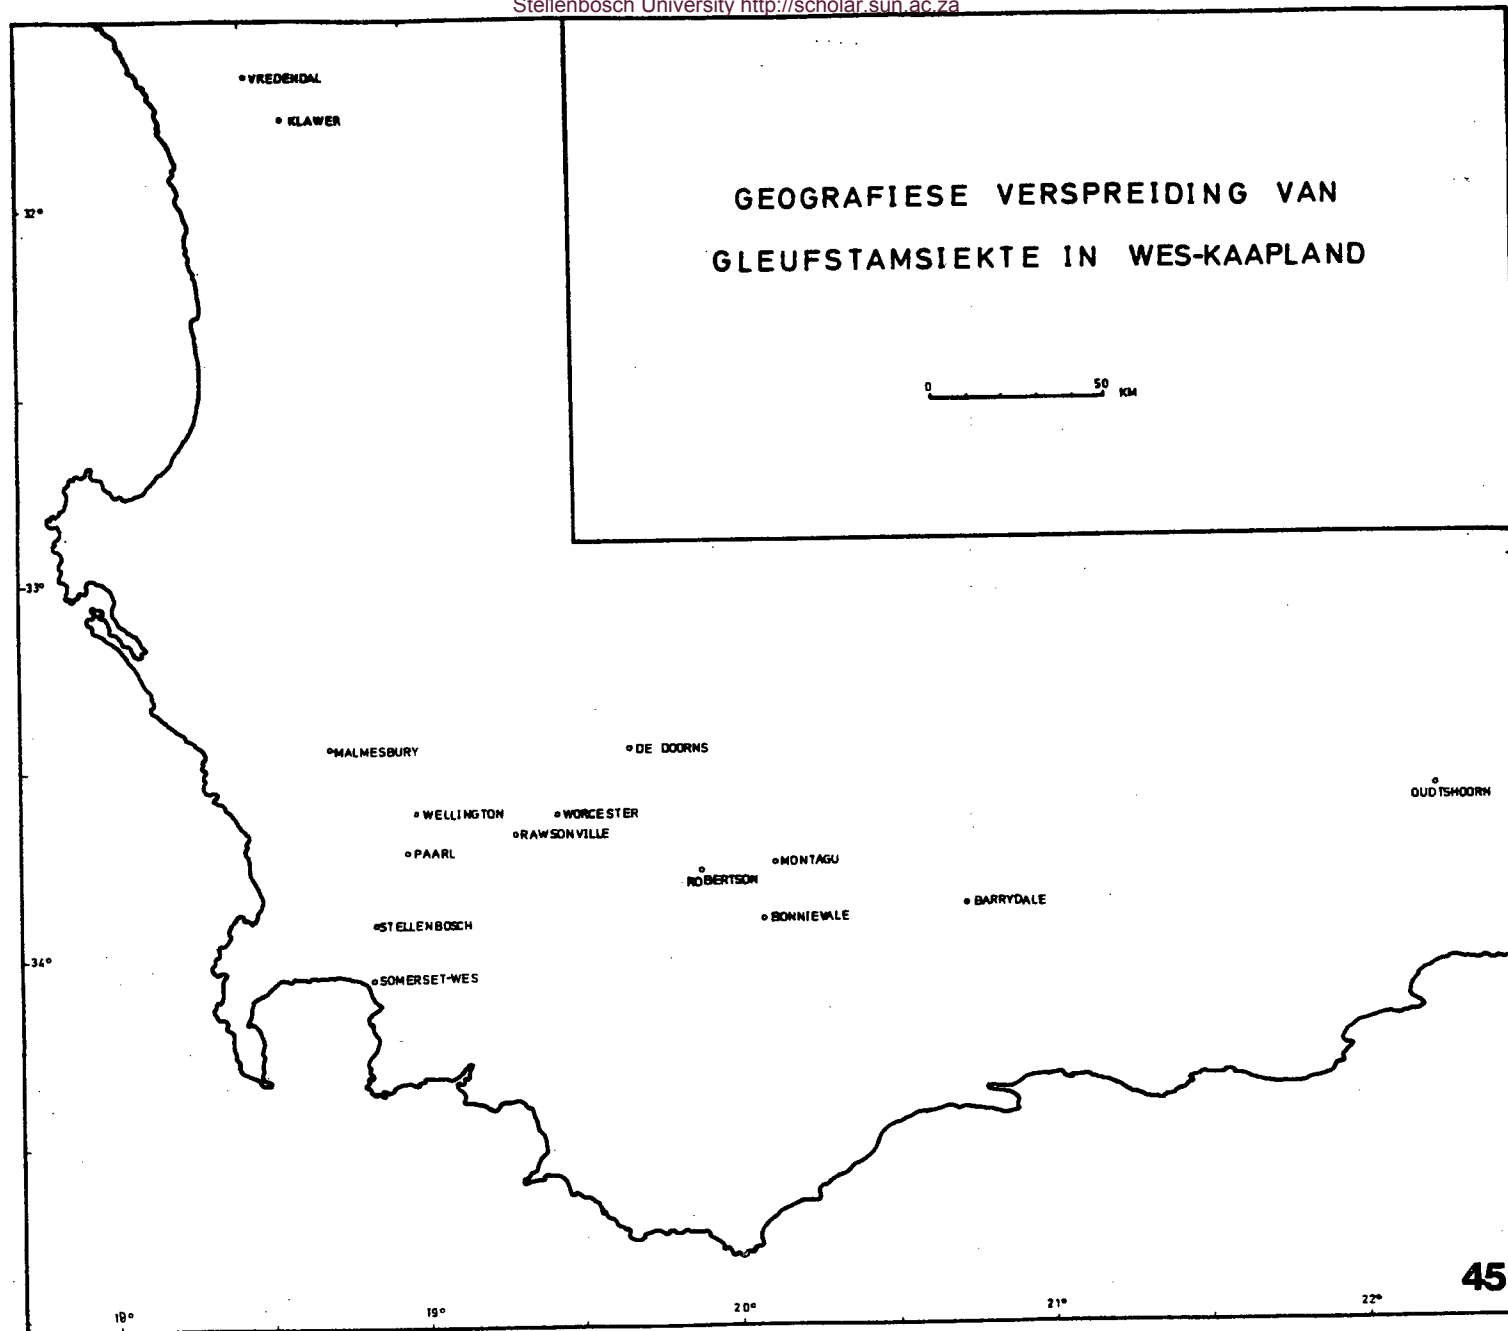 Stellenbosch University http://scholar.sun.ac.za
VREDENDAL
KLAWER
GEOGRAFIESE VERSPREIDING VAN
GLEUFSTAMSIEKTE IN WES-KAAPLAND
32°
0 50 KM
33°
MALMESBURY
DE DOORNS
OUDTSHOORN
WELLINGTON
WORCESTER
RAWSONVILLE
PAARL
MONTAGU
ROBERTSON
BARRYDALE
BONNIEVALE
STELLENBOSCH
34°
SOMERSET-WES
45
18° 19° 20° 21° 22°